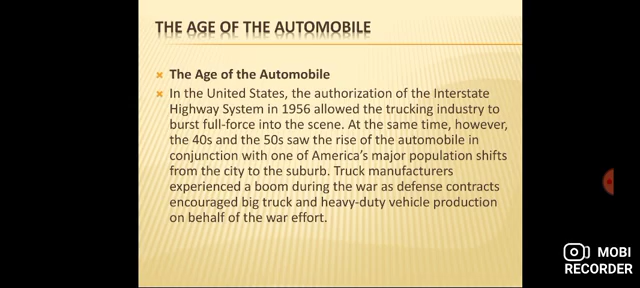 THE AGE OF THE AUTOMOBILE
The Age of the Automobile
In the United States, the authorization of the Interstate
Highway System in 1956 allowed the trucking industry to
burst full-force into the scene. At the same time, however,
the 40s and the 50s saw the rise of the automobile in
conjunction with one of America's major population shifts
from the city to the suburb. Truck manufacturers
experienced a boom during the war as defense contracts
encouraged big truck and heavy-duty vehicle production
on behalf of the war effort.
MOBI
RECORDER